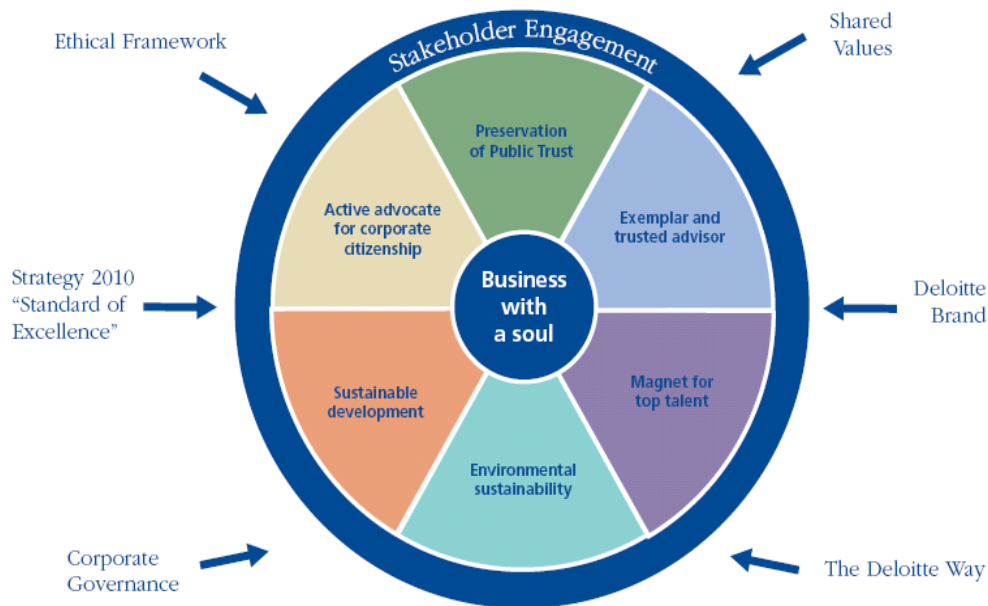 Stakeholder Engagement
Ethical Framework
Shared
Values
Preservation
of Public Trust
Active advocate
for corporate
citizenship
Exemplar and
trusted advisor
Strategy 2010
“Standard of
Excellence”
Business
with
a soul
Deloitte
Brand
Sustainable
development
Magnet for
top talent
Environmental
sustainability
Corporate
Governance
The Deloitte Way